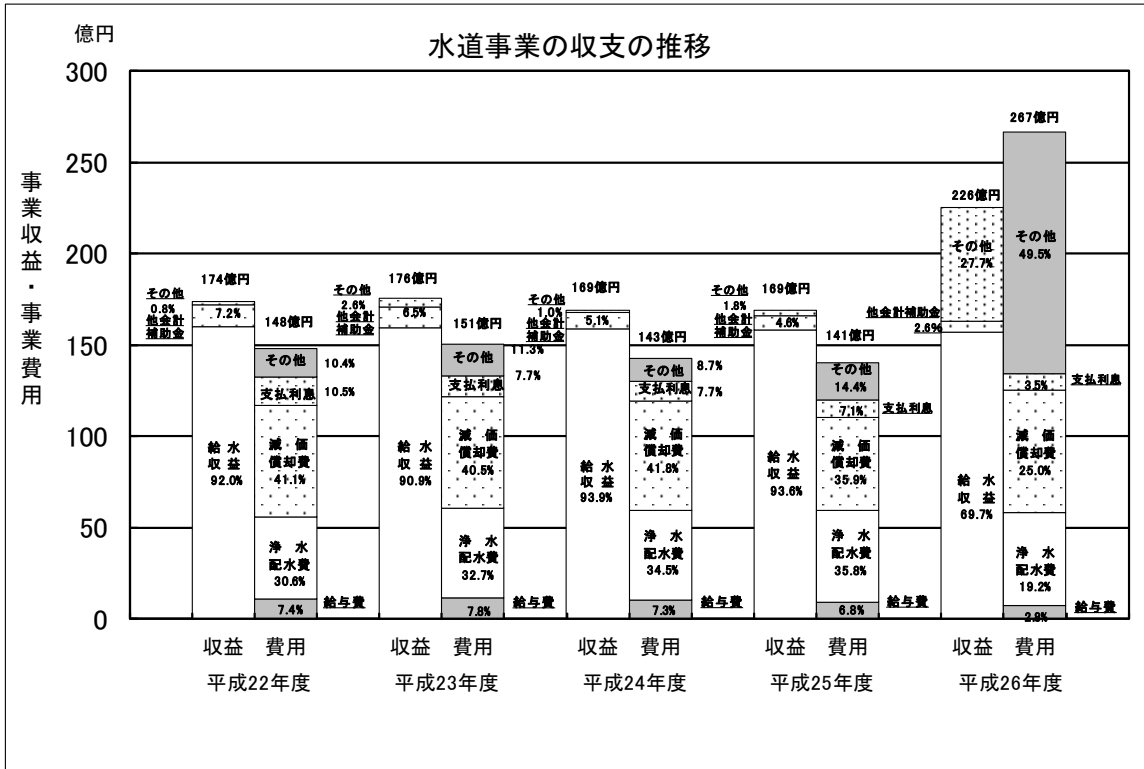 億円
水道事業の収支の推移
事業収益・事業費用
300
250
200
150
100
50
0
174億円
その他
0.8%
他会計
補助金
7.2%
給水
収益
92.0%
148億円
その他
10.4%
支払利息
10.5%
減価
償却費
41.1%
浄水
配水費
30.6%
7.4%
給与費
176億円
その他
2.6%
他会計
補助金
6.5%
給水
収益
90.9%
151億円
その他
11.3%
支払利息
7.7%
減価
償却費
40.5%
浄水
配水費
32.7%
7.8%
給与費
169億円
その他
1.0%
他会計
補助金
5.1%
給水
収益
93.9%
143億円
その他
8.7%
支払利息
7.7%
減価
償却費
41.8%
浄水
配水費
34.5%
7.3%
給与費
169億円
その他
1.8%
他会計
補助金
4.6%
給水
収益
93.6%
141億円
その他
14.4%
7.1%
支払利息
減価
償却費
35.9%
浄水
配水費
35.8%
6.8%
給与費
226億円
その他
27.7%
他会計補助金
2.6%
給水
収益
69.7%
267億円
その他
49.5%
3.5%
支払利息
減価
償却費
25.0%
浄水
配水費
19.2%
2.8%
給与費
収益 費用 収益 費用 収益 費用 収益 費用 収益 費用
平成22年度 平成23年度 平成24年度 平成25年度 平成26年度